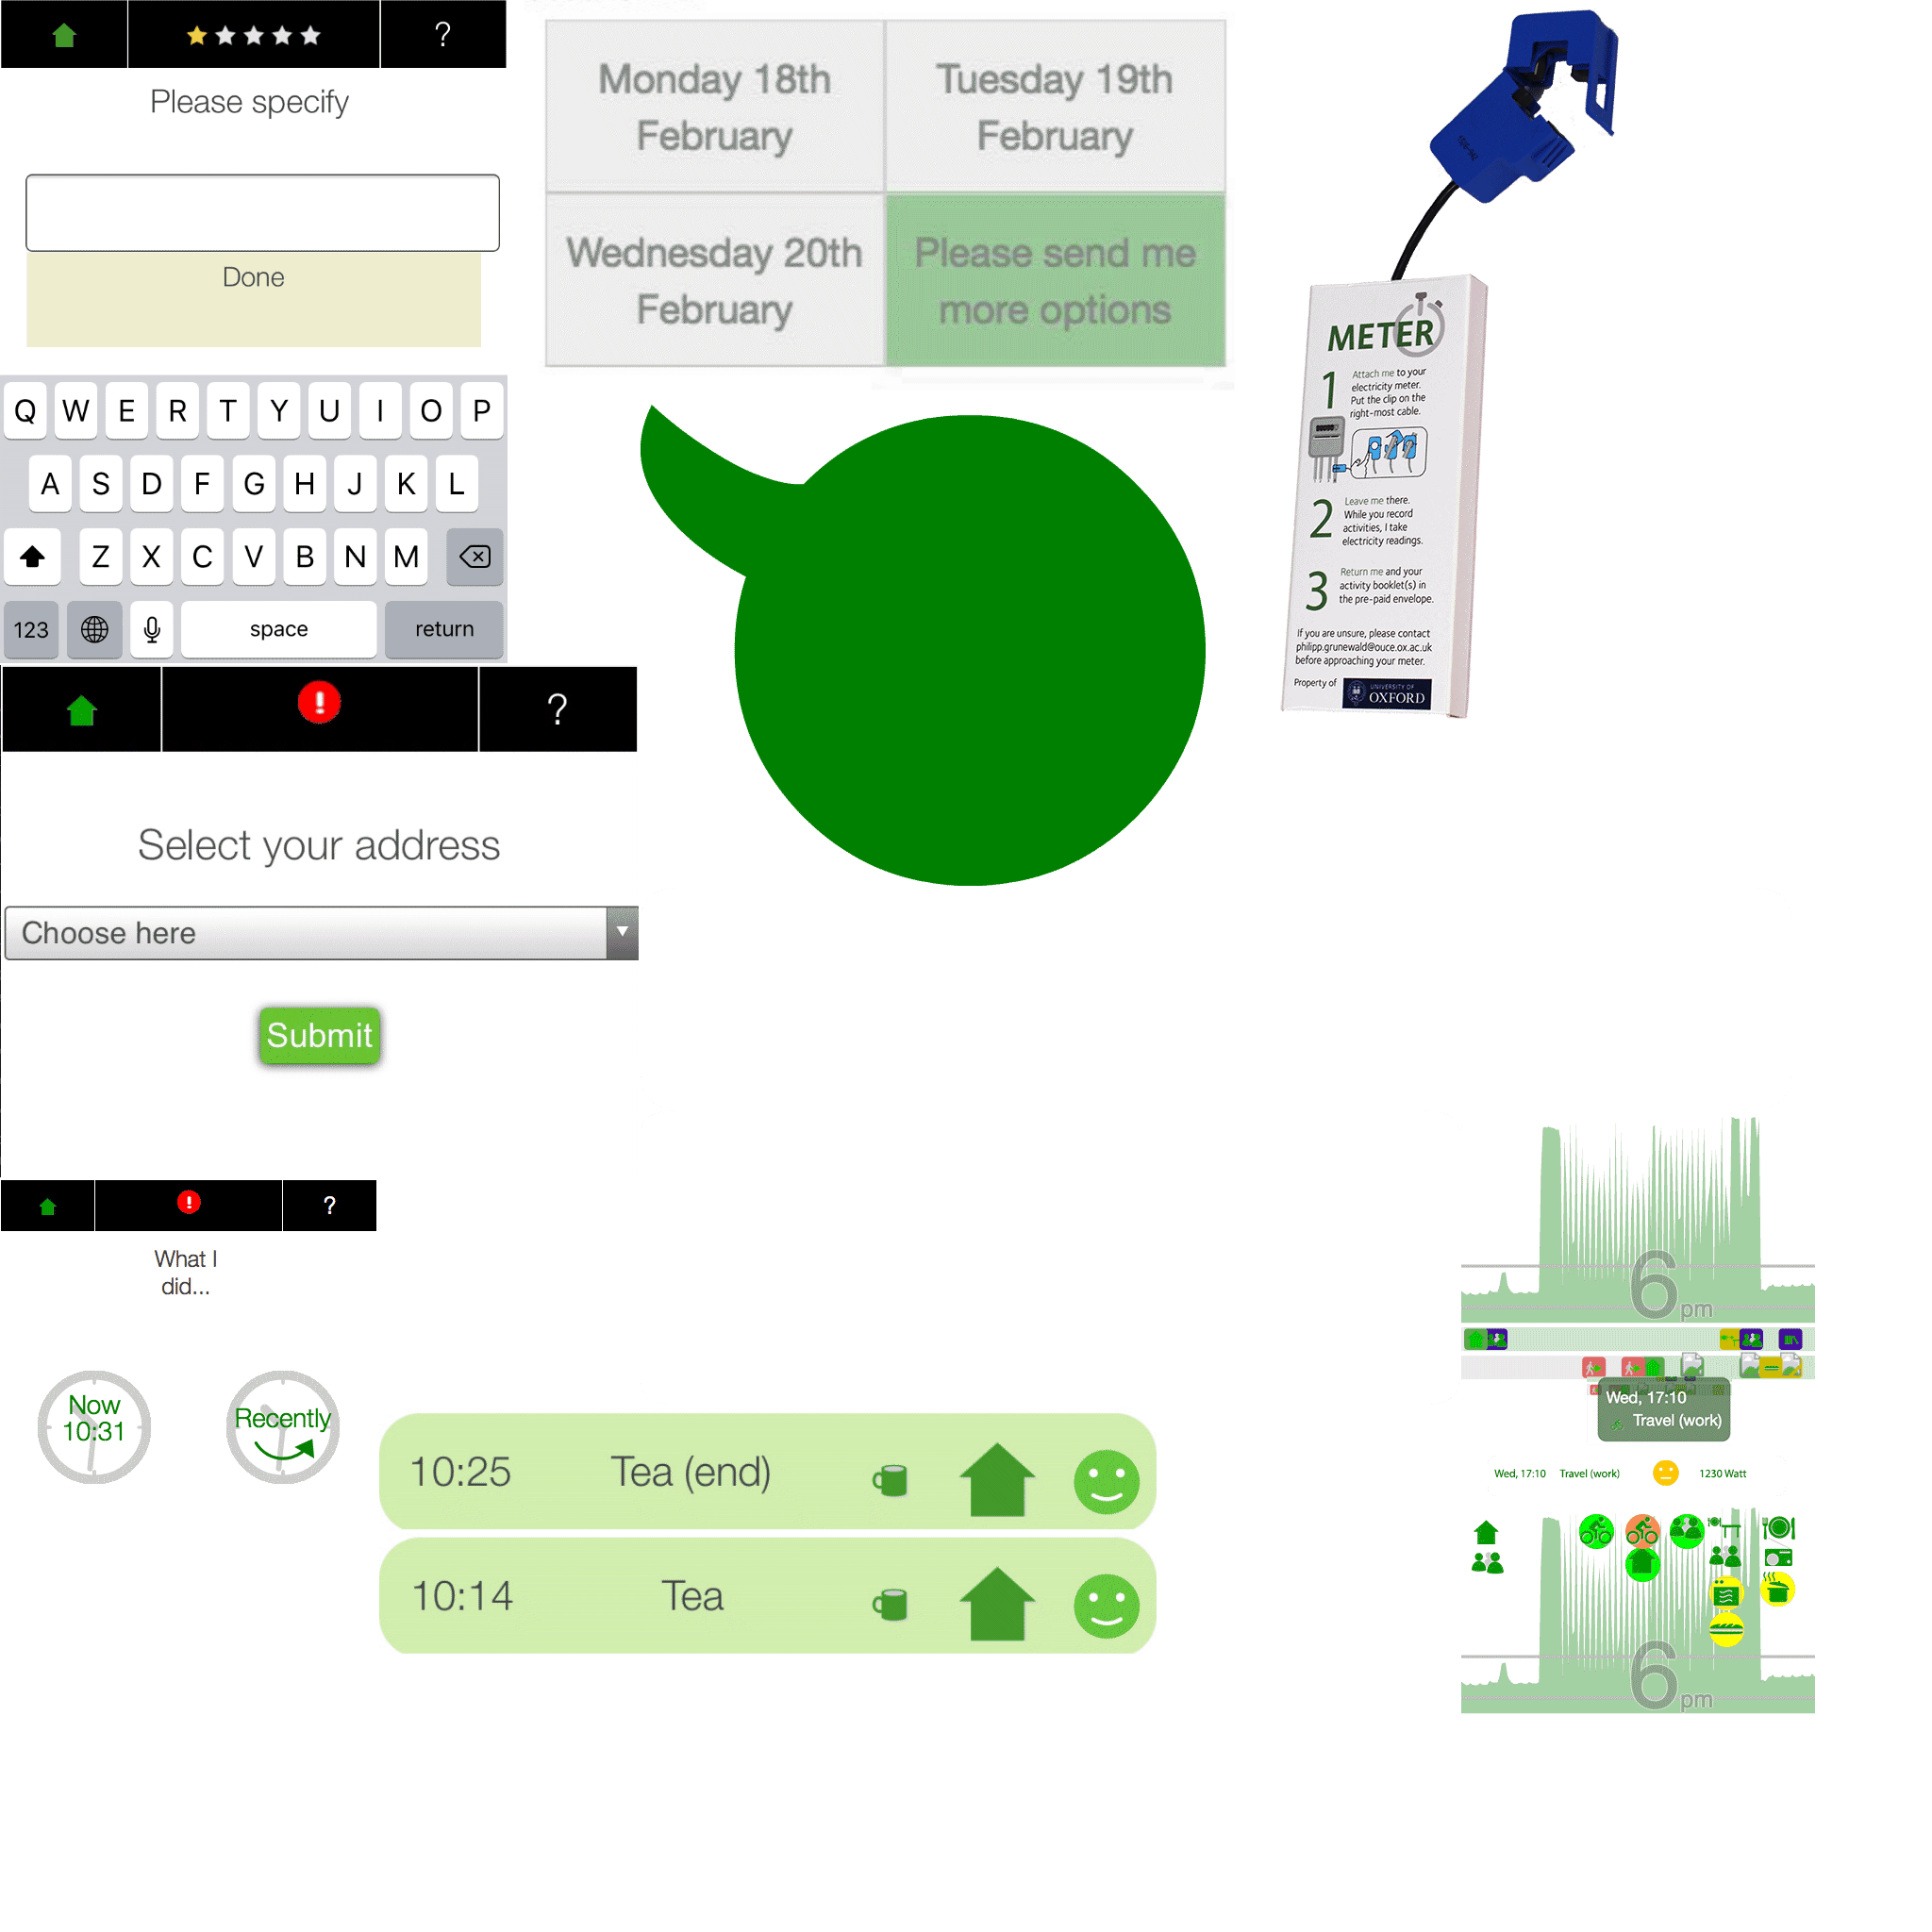 ?
Please specify
Done
Q W E R T Y U I O P
A S D F G H J K L
Z X C V B N M
123 space return
Monday 18th
February
Tuesday 19th
February
Wednesday 20th
February
Please send me
more options
METER
1 Attach me to your
electricity meter.
Put the clip on the
right-most cable.
2 Leave me there.
While you record
activities, I take
electricity readings.
3 Return me and your
activity booklet(s) in
the pre-paid envelope.
If you are unsure, please contact
philipp.grunewald@ouce.ox.ac.uk
before approaching your meter.
Property of UNIVERSITY OF
OXFORD
! ?
Select your address
Choose here
Submit
! ?
What I
did...
Now
10:31
Recently
10:25 Tea (end)
10:14 Tea
6 pm
Wed, 17:10
Travel (work)
Wed, 17:10 Travel (work) 1230 Watt
6 pm